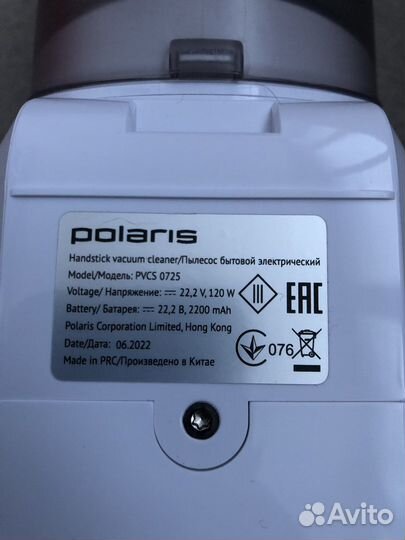 polaris
Handstick vacuum cleaner/Пылесос бытовой электрический
Model/Модель: PVCS 0725
Voltage/ Напряжение: ⎓ 22,2 V, 120 W
Battery/ Батарея: ⎓ 22,2 В, 2200 mAh
Polaris Corporation Limited, Hong Kong
Date/Дата: 06.2022
Made in PRC/Произведено в Китае
III
EAC
076
Avito